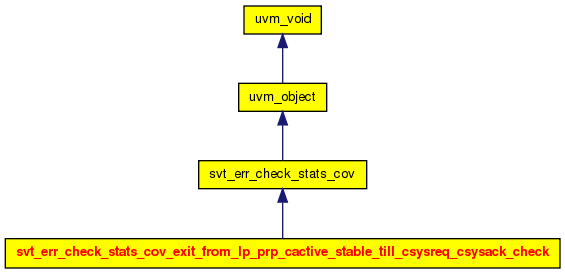 uvm_void
uvm_object
svt_err_check_stats_cov
svt_err_check_stats_cov_exit_from_lp_prp_cactive_stable_till_csysreq_csysack_check